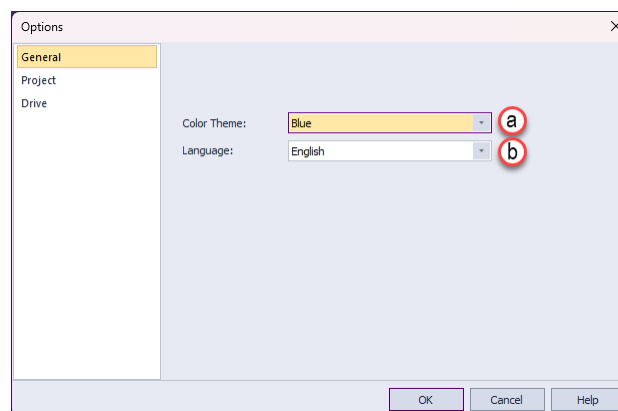 Options
General
Project
Drive
Color Theme: Blue a
Language: English b
OK Cancel Help